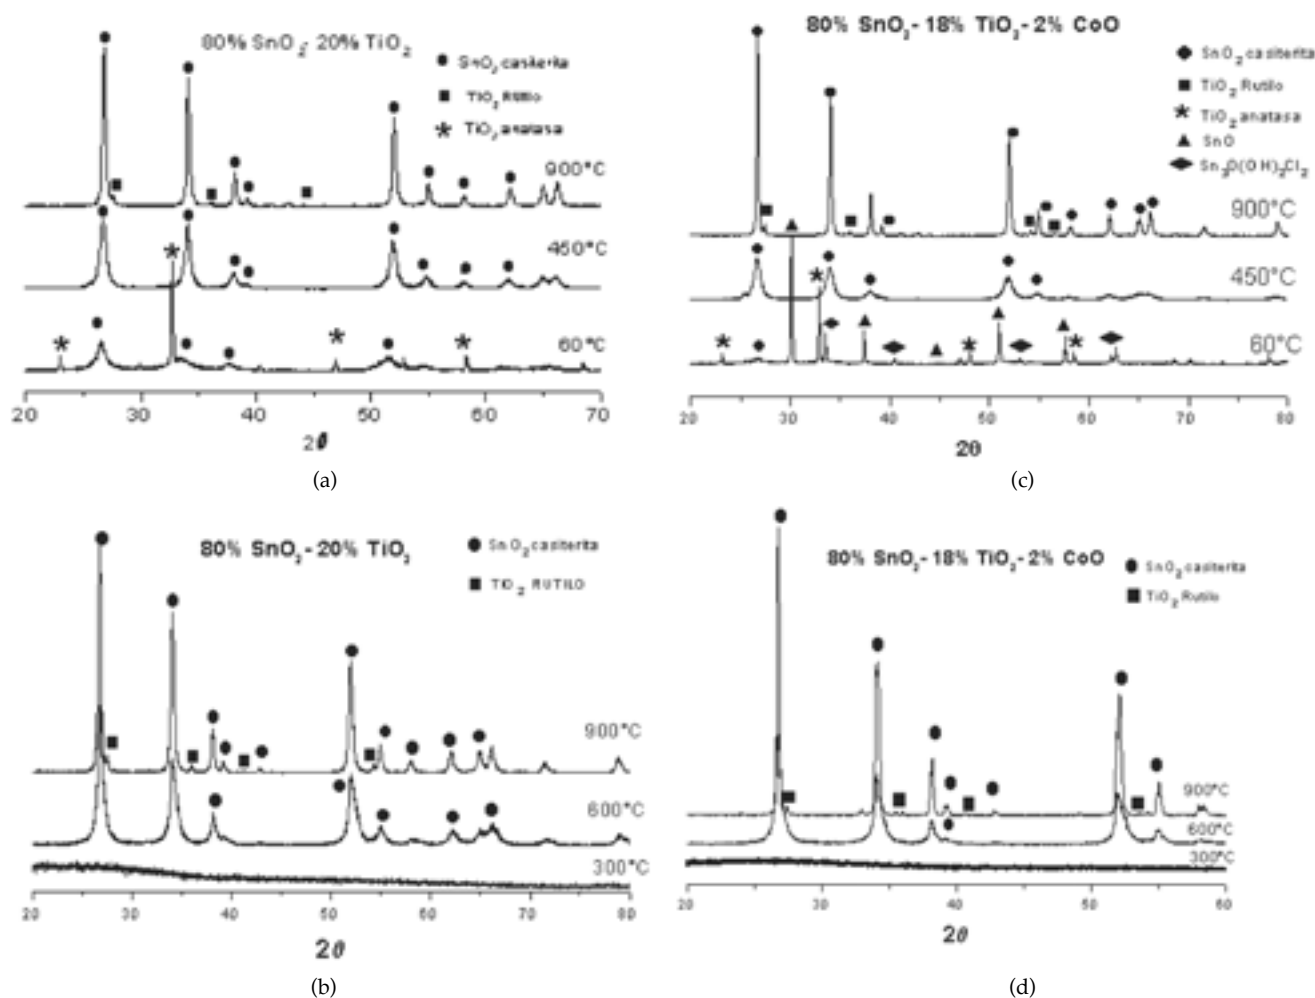 80% SnO2- 20% TiO2
SnO2 casiterita
TiO2 Rutilo
TiO2 anatasa
900°C
450°C
60°C
20 30 40 50 60 70
2θ
(a)
80% SnO2- 18% TiO2- 2% CoO
SnO2 casiterita
TiO2 Rutilo
TiO2 anatasa
SnO
900°C
450°C
60°C
20 30 40 50 60 70 80
2θ
(c)
80% SnO2- 20% TiO2
SnO2 casiterita
TiO2 RUTILO
900°C
600°C
300°C
20 30 40 50 60 70 80
2θ
(b)
80% SnO2- 18% TiO2- 2% CoO
SnO2 casiterita
TiO2 Rutilo
900°C
600°C
300°C
20 30 40 50 60
2θ
(d)